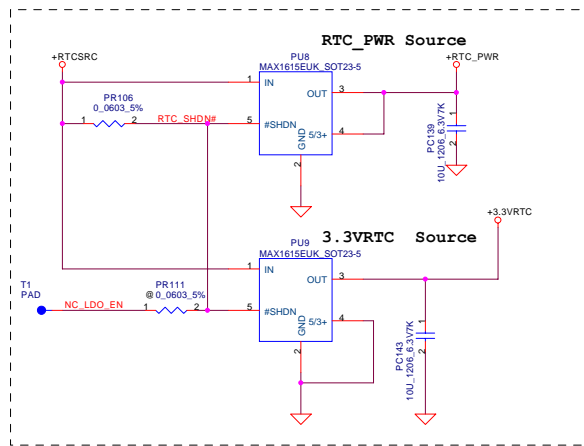 RTC_PWR Source
+RTCSRC
PU8
MAX1615EUK_SOT23-5
+RTC_PWR
1
IN
OUT
3
PR106
0_0603_5%
1
2
RTC_SHDN#
5
#SHDN
5/3+
4
GND
2
1
2
PC139
10U_1206_6.3V7K
3.3VRTC Source
+3.3VRTC
PU9
MAX1615EUK_SOT23-5
1
IN
OUT
3
T1
PAD
NC_LDO_EN
PR111
@ 0_0603_5%
1
2
5
#SHDN
5/3+
4
GND
2
1
2
PC143
10U_1206_6.3V7K